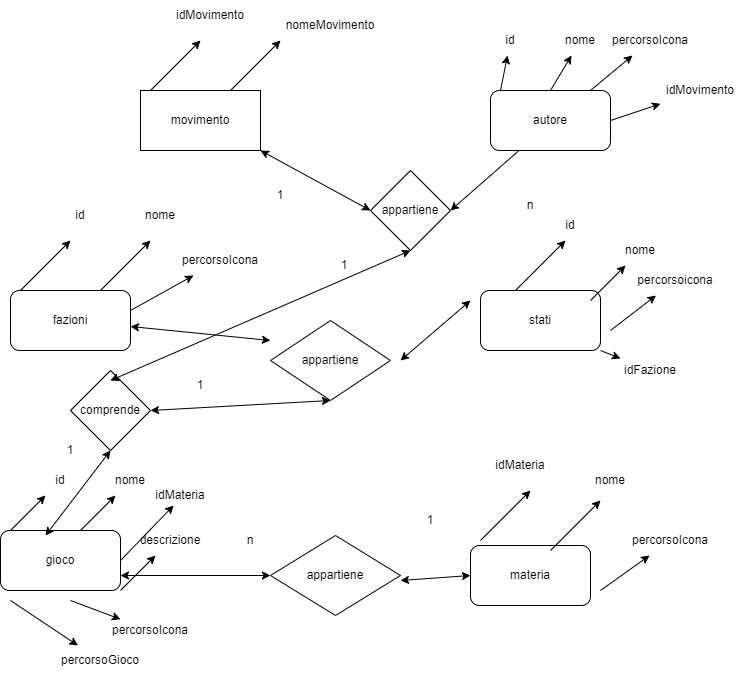 idMovimento
nomeMovimento
id
nome
percorsoIcona
idMovimento
movimento
autore
1
appartiene
n
id
nome
percorsoIcona
1
id
nome
percorsoicona
fazioni
stati
appartiene
idFazione
1
comprende
1
id
nome
idMateria
descrizione
n
1
idMateria
nome
percorsoIcona
gioco
appartiene
materia
percorsoIcona
percorsoGioco